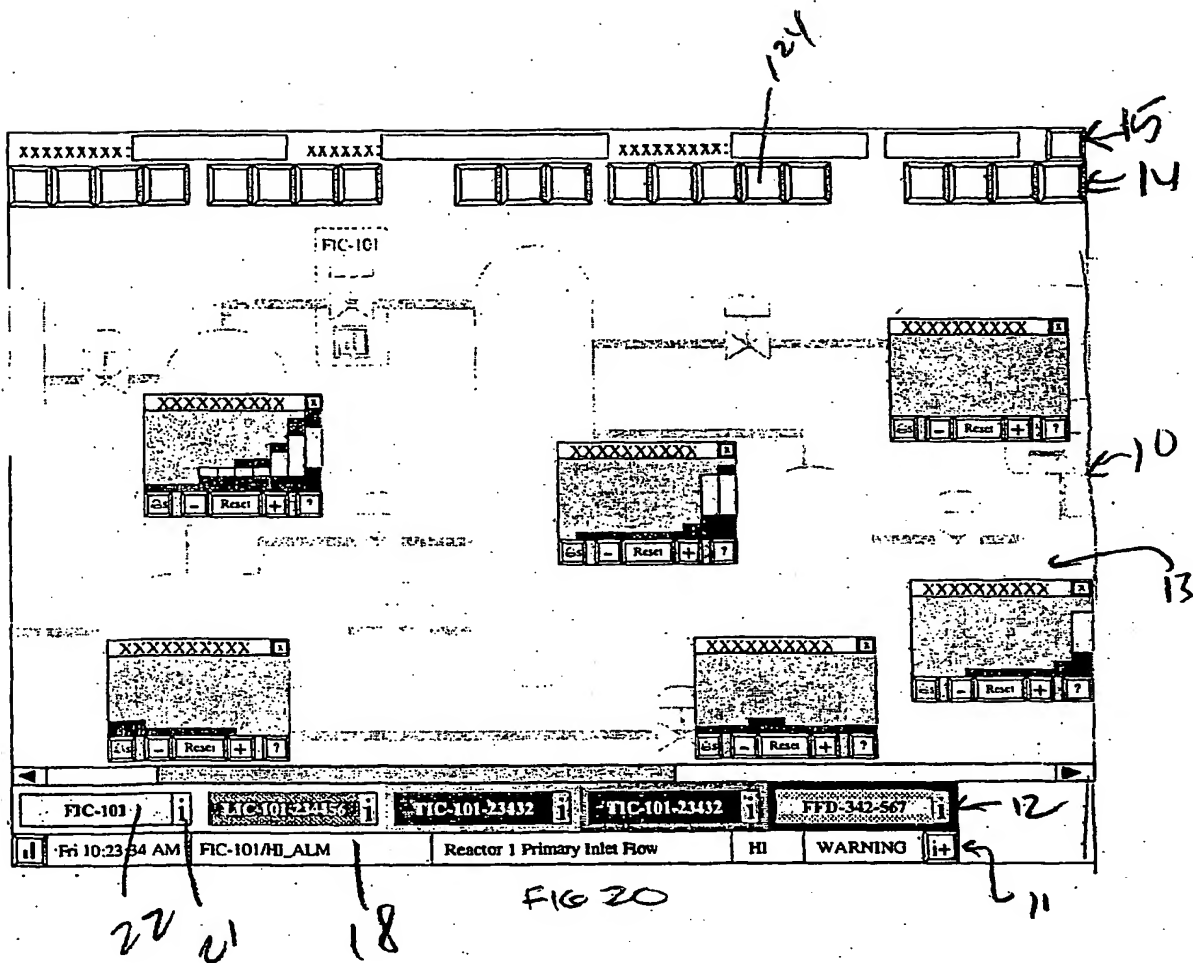 124
15
XXXXXXXXX: XXXXXX: XXXXXXXXX:
14
FIC-101
XXXXXXXXXX x
XXXXXXXXXX x
- Reset + ?
XXXXXXXXXX x
10
- Reset + ?
- Reset + ?
13
XXXXXXXXXX x
XXXXXXXXXX x
XXXXXXXXXX x
- Reset + ?
- Reset + ?
- Reset + ?
FIC-101 i LIC-101-23456 i TIC-101-23432 i TIC-101-23432 i FFD-342-567 i
12
Fri 10:23:34 AM FIC-101/HI_ALM Reactor 1 Primary Inlet Flow HI WARNING i+
11
FIG 20
22 21 18